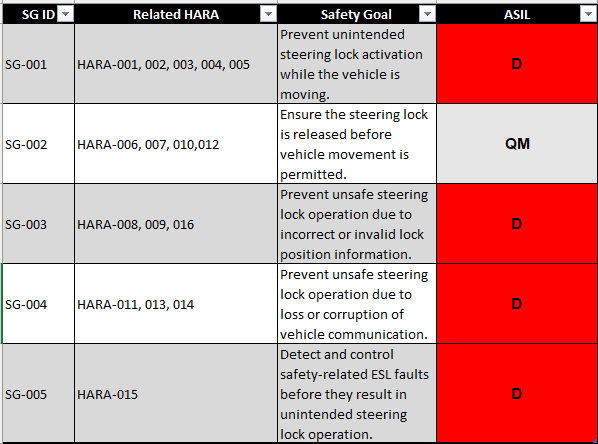 SG ID Related HARA Safety Goal ASIL
SG-001 HARA-001, 002, 003, 004, 005 Prevent unintended
steering lock activation
while the vehicle is
moving.
D
SG-002 HARA-006, 007, 010,012 Ensure the steering lock
is released before
vehicle movement is
permitted.
QM
SG-003 HARA-008, 009, 016 Prevent unsafe steering
lock operation due to
incorrect or invalid lock
position information.
D
SG-004 HARA-011, 013, 014 Prevent unsafe steering
lock operation due to
loss or corruption of
vehicle communication.
D
SG-005 HARA-015 Detect and control
safety-related ESL faults
before they result in
unintended steering
lock operation.
D